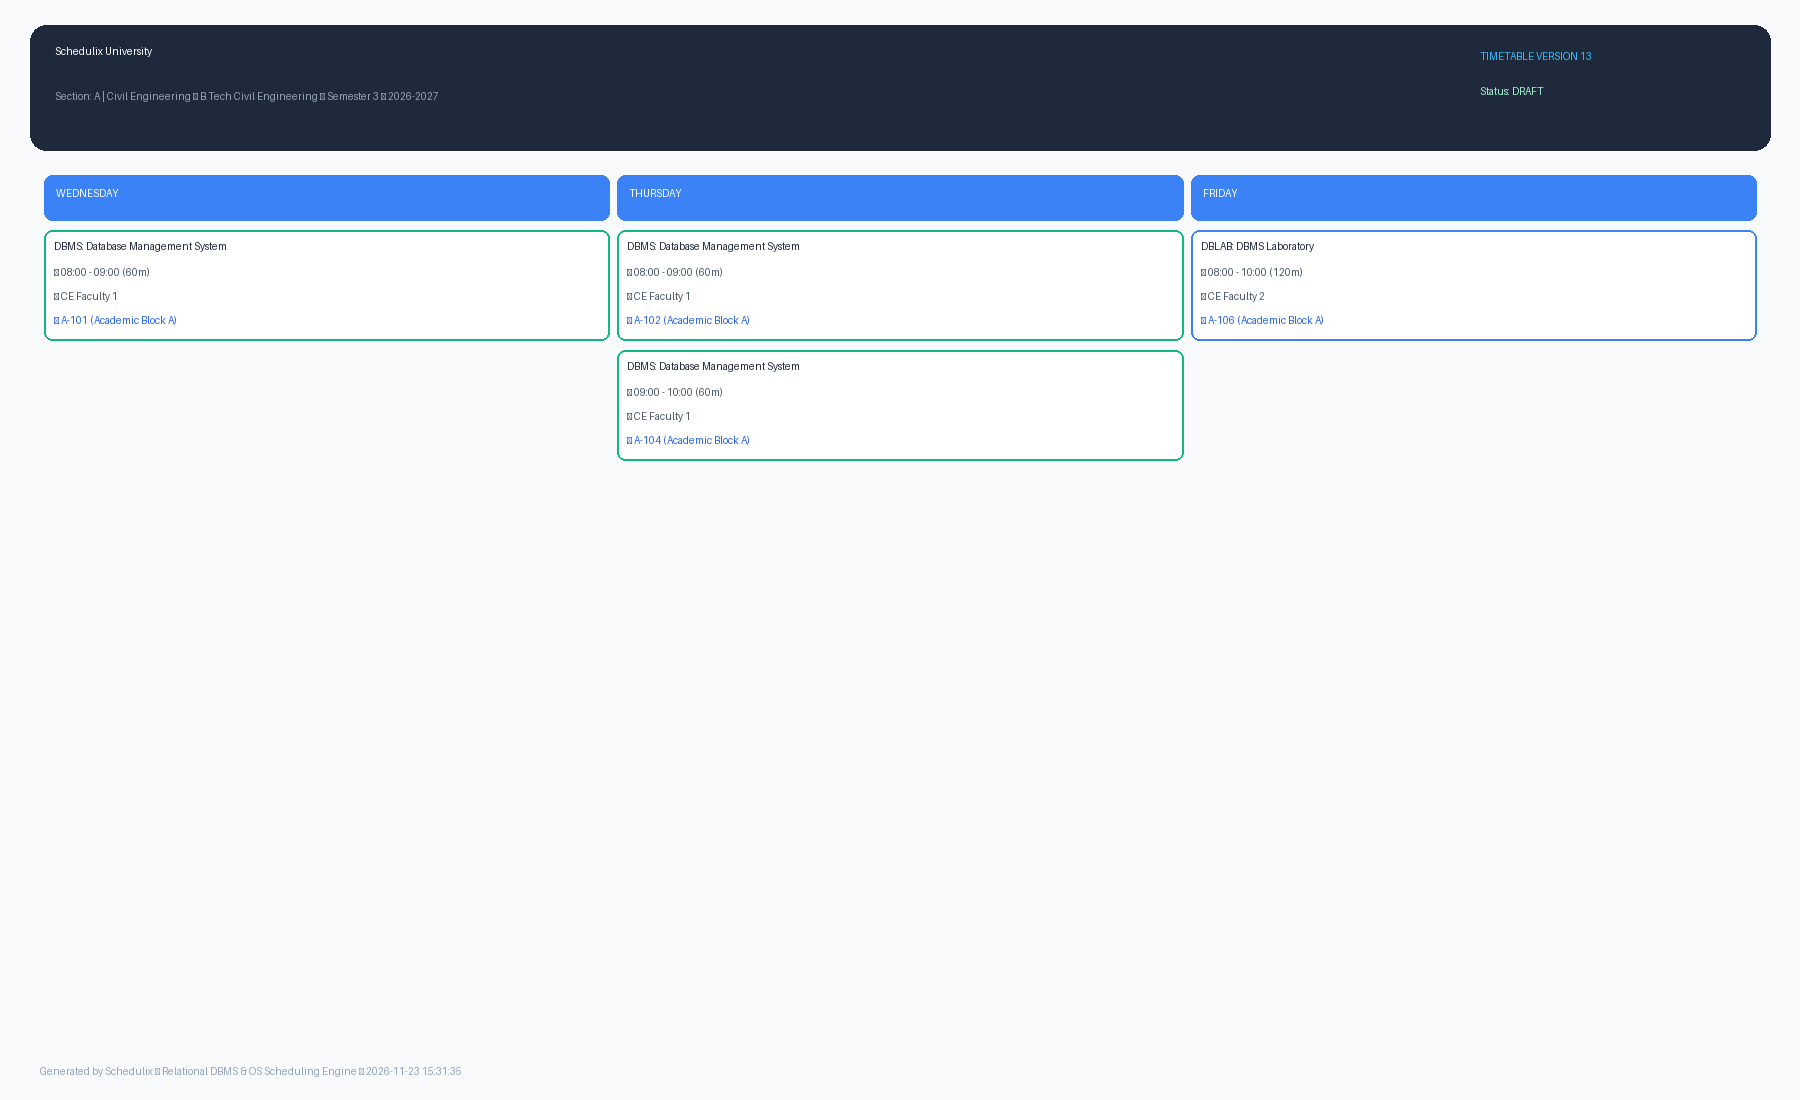 Schedulix University
TIMETABLE VERSION 13
Section: A | Civil Engineering B.Tech Civil Engineering Semester 3 2026-2027
Status: DRAFT
WEDNESDAY
DBMS: Database Management System
08:00 - 09:00 (60m)
CE Faculty 1
A-101 (Academic Block A)
THURSDAY
DBMS: Database Management System
08:00 - 09:00 (60m)
CE Faculty 1
A-102 (Academic Block A)
DBMS: Database Management System
09:00 - 10:00 (60m)
CE Faculty 1
A-104 (Academic Block A)
FRIDAY
DBLAB: DBMS Laboratory
08:00 - 10:00 (120m)
CE Faculty 2
A-106 (Academic Block A)
Generated by Schedulix Relational DBMS & OS Scheduling Engine 2026-11-23 15:31:35